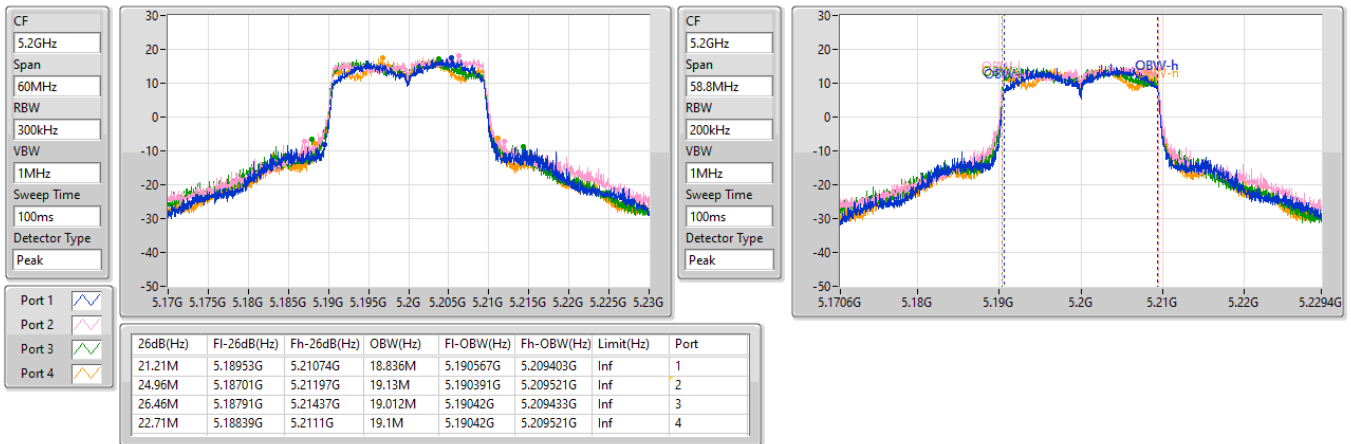 CF
5.2GHz
Span
60MHz
RBW
300kHz
VBW
1MHz
Sweep Time
100ms
Detector Type
Peak
30
20
10
0
-10
-20
-30
-40
-50
5.17G 5.175G 5.18G 5.185G 5.19G 5.195G 5.2G 5.205G 5.21G 5.215G 5.22G 5.225G 5.23G
CF
5.2GHz
Span
58.8MHz
RBW
200kHz
VBW
1MHz
Sweep Time
100ms
Detector Type
Peak
30
20
10
0
-10
-20
-30
-40
-50
OBW-h
5.1706G 5.18G 5.19G 5.2G 5.21G 5.22G 5.2294G
Port 1
Port 2
Port 3
Port 4
26dB(Hz) Fl-26dB(Hz) Fh-26dB(Hz) OBW(Hz) Fl-OBW(Hz) Fh-OBW(Hz) Limit(Hz) Port
21.21M 5.18953G 5.21074G 18.836M 5.190567G 5.209403G Inf 1
24.96M 5.18701G 5.21197G 19.13M 5.190391G 5.209521G Inf 2
26.46M 5.18791G 5.21437G 19.012M 5.19042G 5.209433G Inf 3
22.71M 5.18839G 5.2111G 19.1M 5.19042G 5.209521G Inf 4